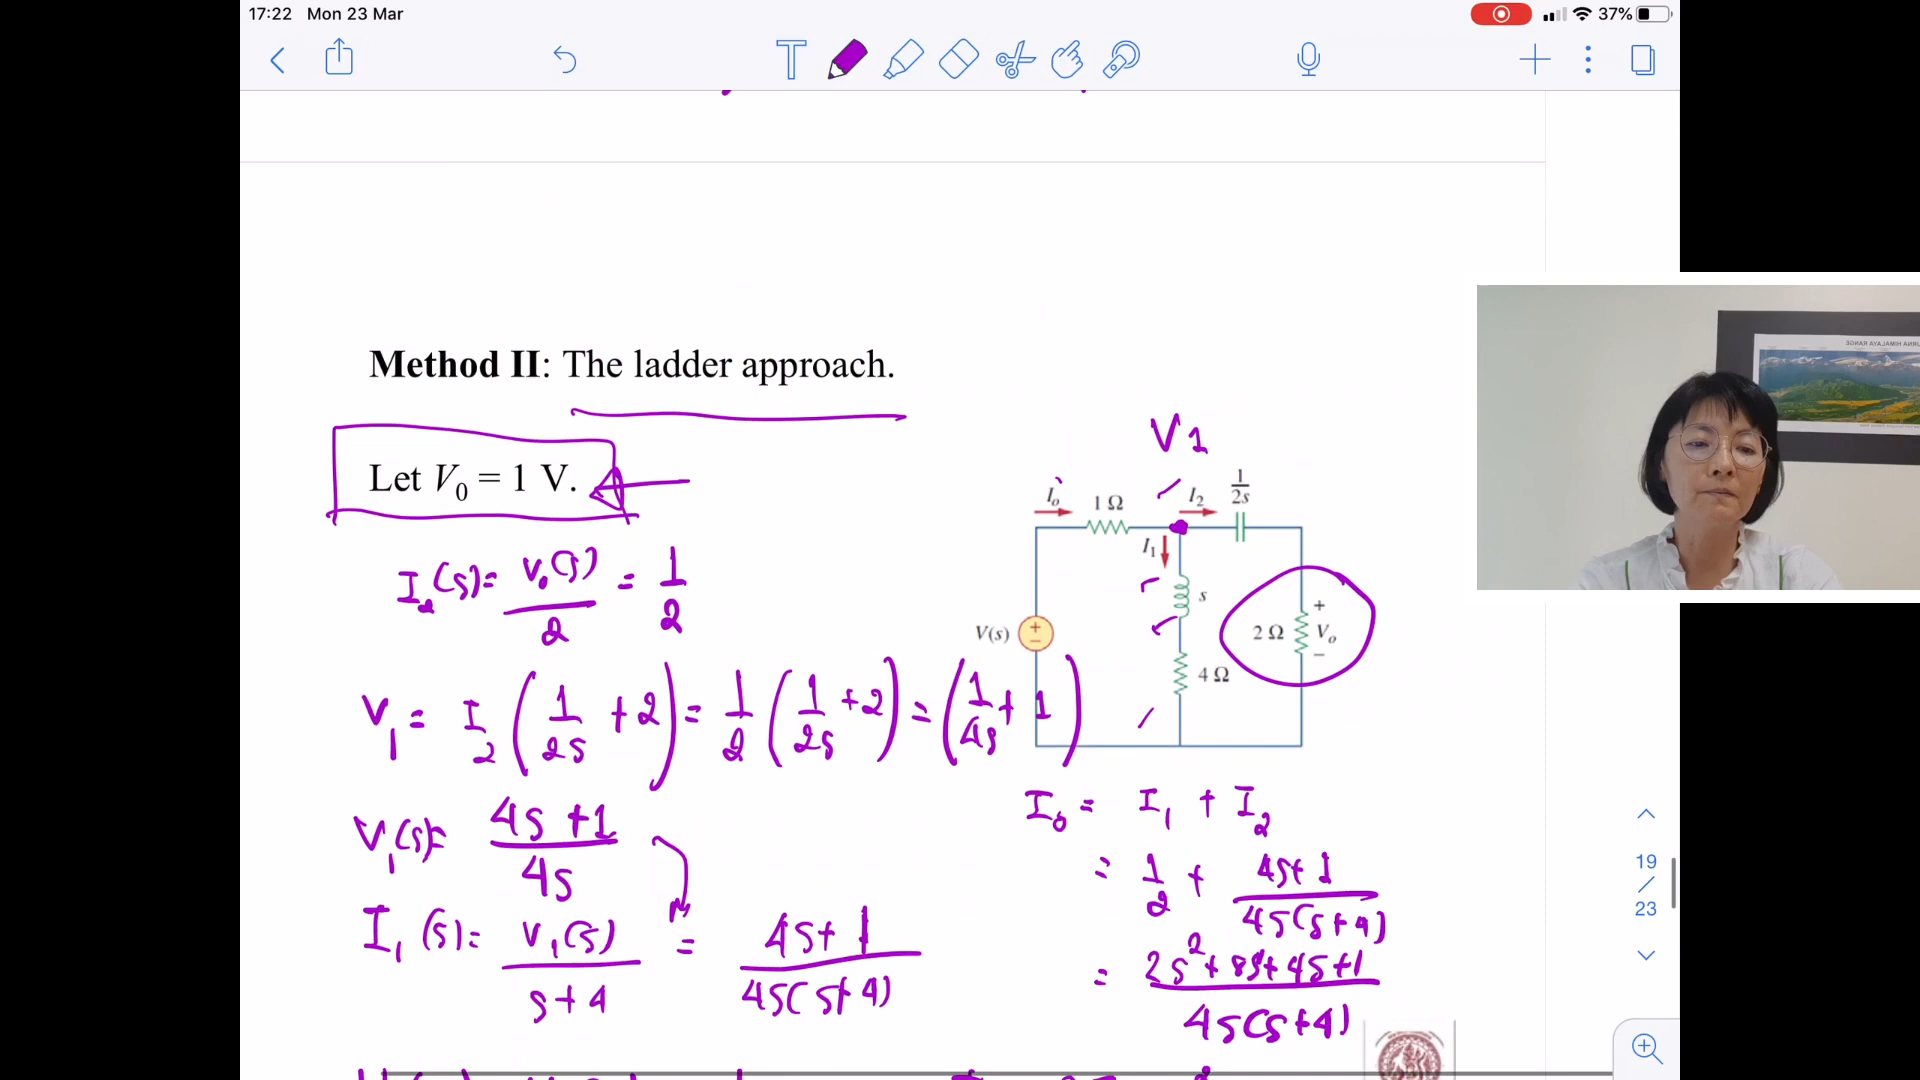 17:22 Mon 23 Mar
37%
Method II: The ladder approach.
Let V₀ = 1 V.
I₂(s) = V₀(s)/2 = 1/2
V₁ = I₂(1/2s + 2) = 1/2(1/2s + 2) = (1/4s + 1)
V₁(s) = 4s+1/4s
I₁(s) = V₁(s)/s+4 = 4s+1/4s(s+4)
V1
Iₒ
1 Ω
I₂
1/2s
I₁
s
V(s)
+
−
2 Ω
+
Vₒ
−
4 Ω
I₀ = I₁ + I₂
= 1/2 + 4s+1/4s(s+4)
= 2s²+8s+4s+1/4s(s+4)
19
/
23